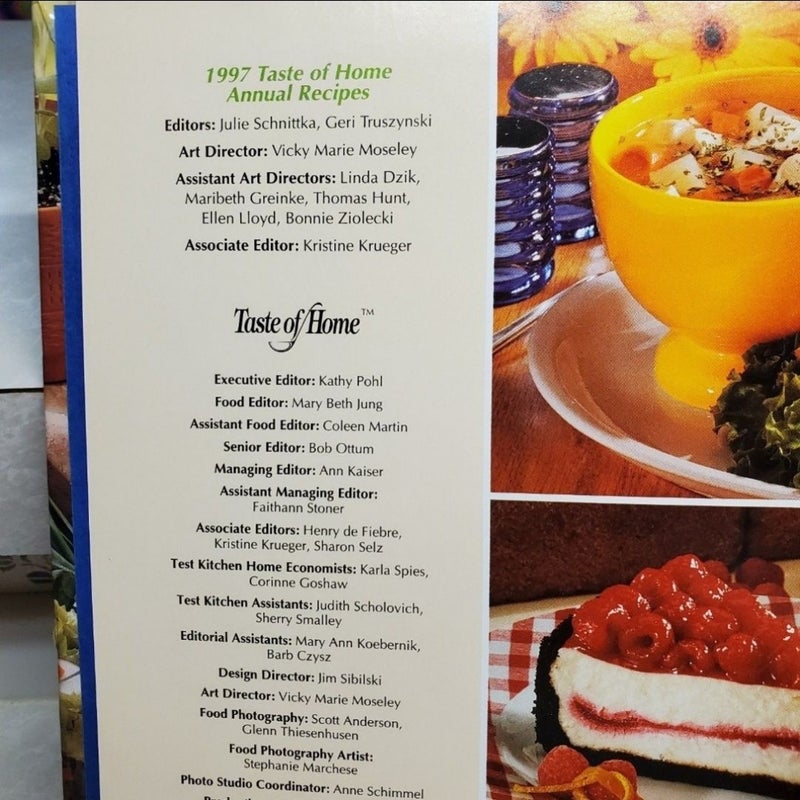 1997 Taste of Home
Annual Recipes
Editors: Julie Schnittka, Geri Truszynski
Art Director: Vicky Marie Moseley
Assistant Art Directors: Linda Dzik,
Maribeth Greinke, Thomas Hunt,
Ellen Lloyd, Bonnie Ziolecki
Associate Editor: Kristine Krueger
Taste of Home™
Executive Editor: Kathy Pohl
Food Editor: Mary Beth Jung
Assistant Food Editor: Coleen Martin
Senior Editor: Bob Ottum
Managing Editor: Ann Kaiser
Assistant Managing Editor:
Faithann Stoner
Associate Editors: Henry de Fiebre,
Kristine Krueger, Sharon Selz
Test Kitchen Home Economists: Karla Spies,
Corinne Goshaw
Test Kitchen Assistants: Judith Scholovich,
Sherry Smalley
Editorial Assistants: Mary Ann Koebernik,
Barb Czysz
Design Director: Jim Sibilski
Art Director: Vicky Marie Moseley
Food Photography: Scott Anderson,
Glenn Thiesenhusen
Food Photography Artist:
Stephanie Marchese
Photo Studio Coordinator: Anne Schimmel